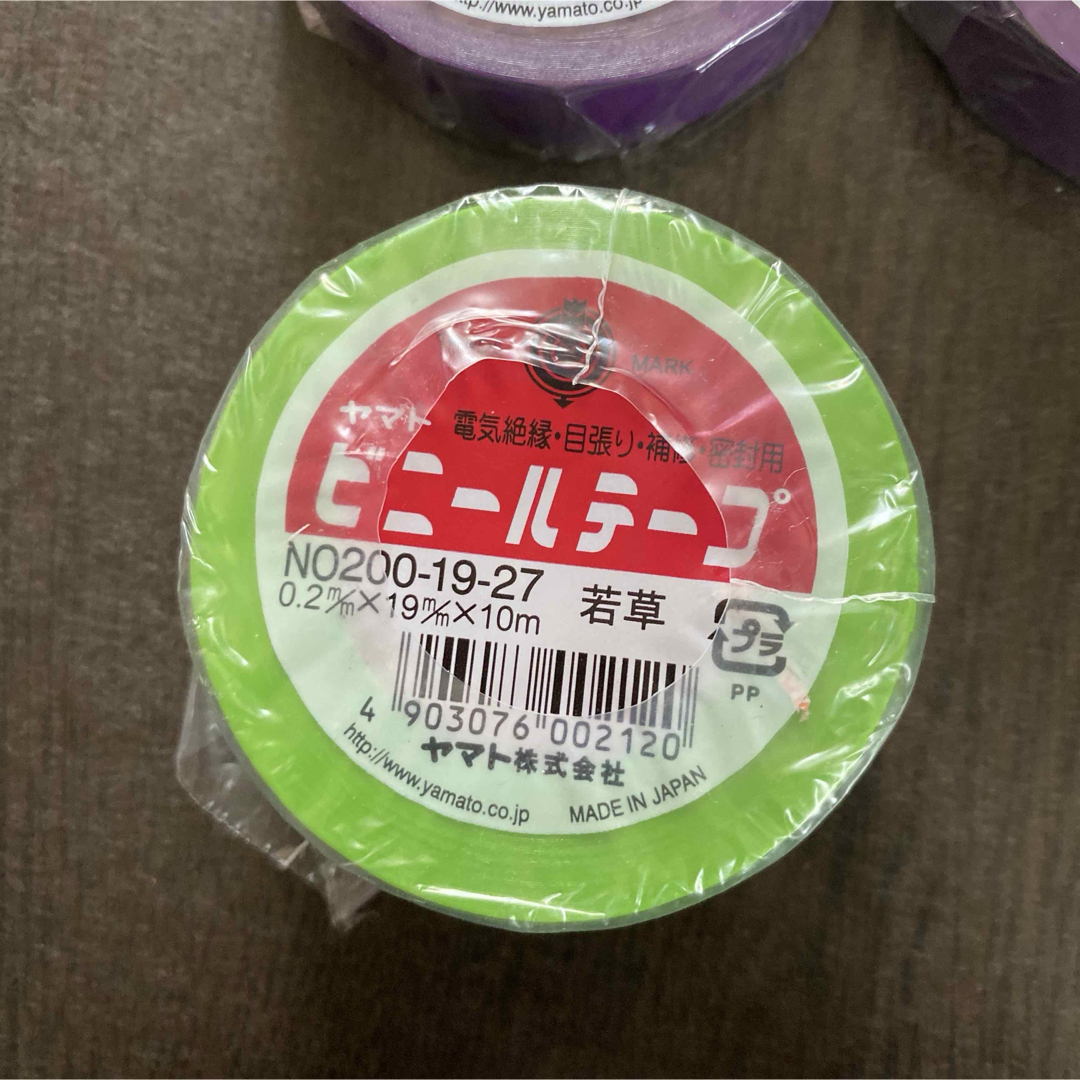 http://www.yamato.co.jp
MARK
ヤマト
電気絶縁・目張り・補修・密封用
ビニールテープ
NO200-19-27
0.2㎜×19㎜×10m
若草
プラ
PP
4 903076 002120
ヤマト株式会社
http://www.yamato.co.jp
MADE IN JAPAN